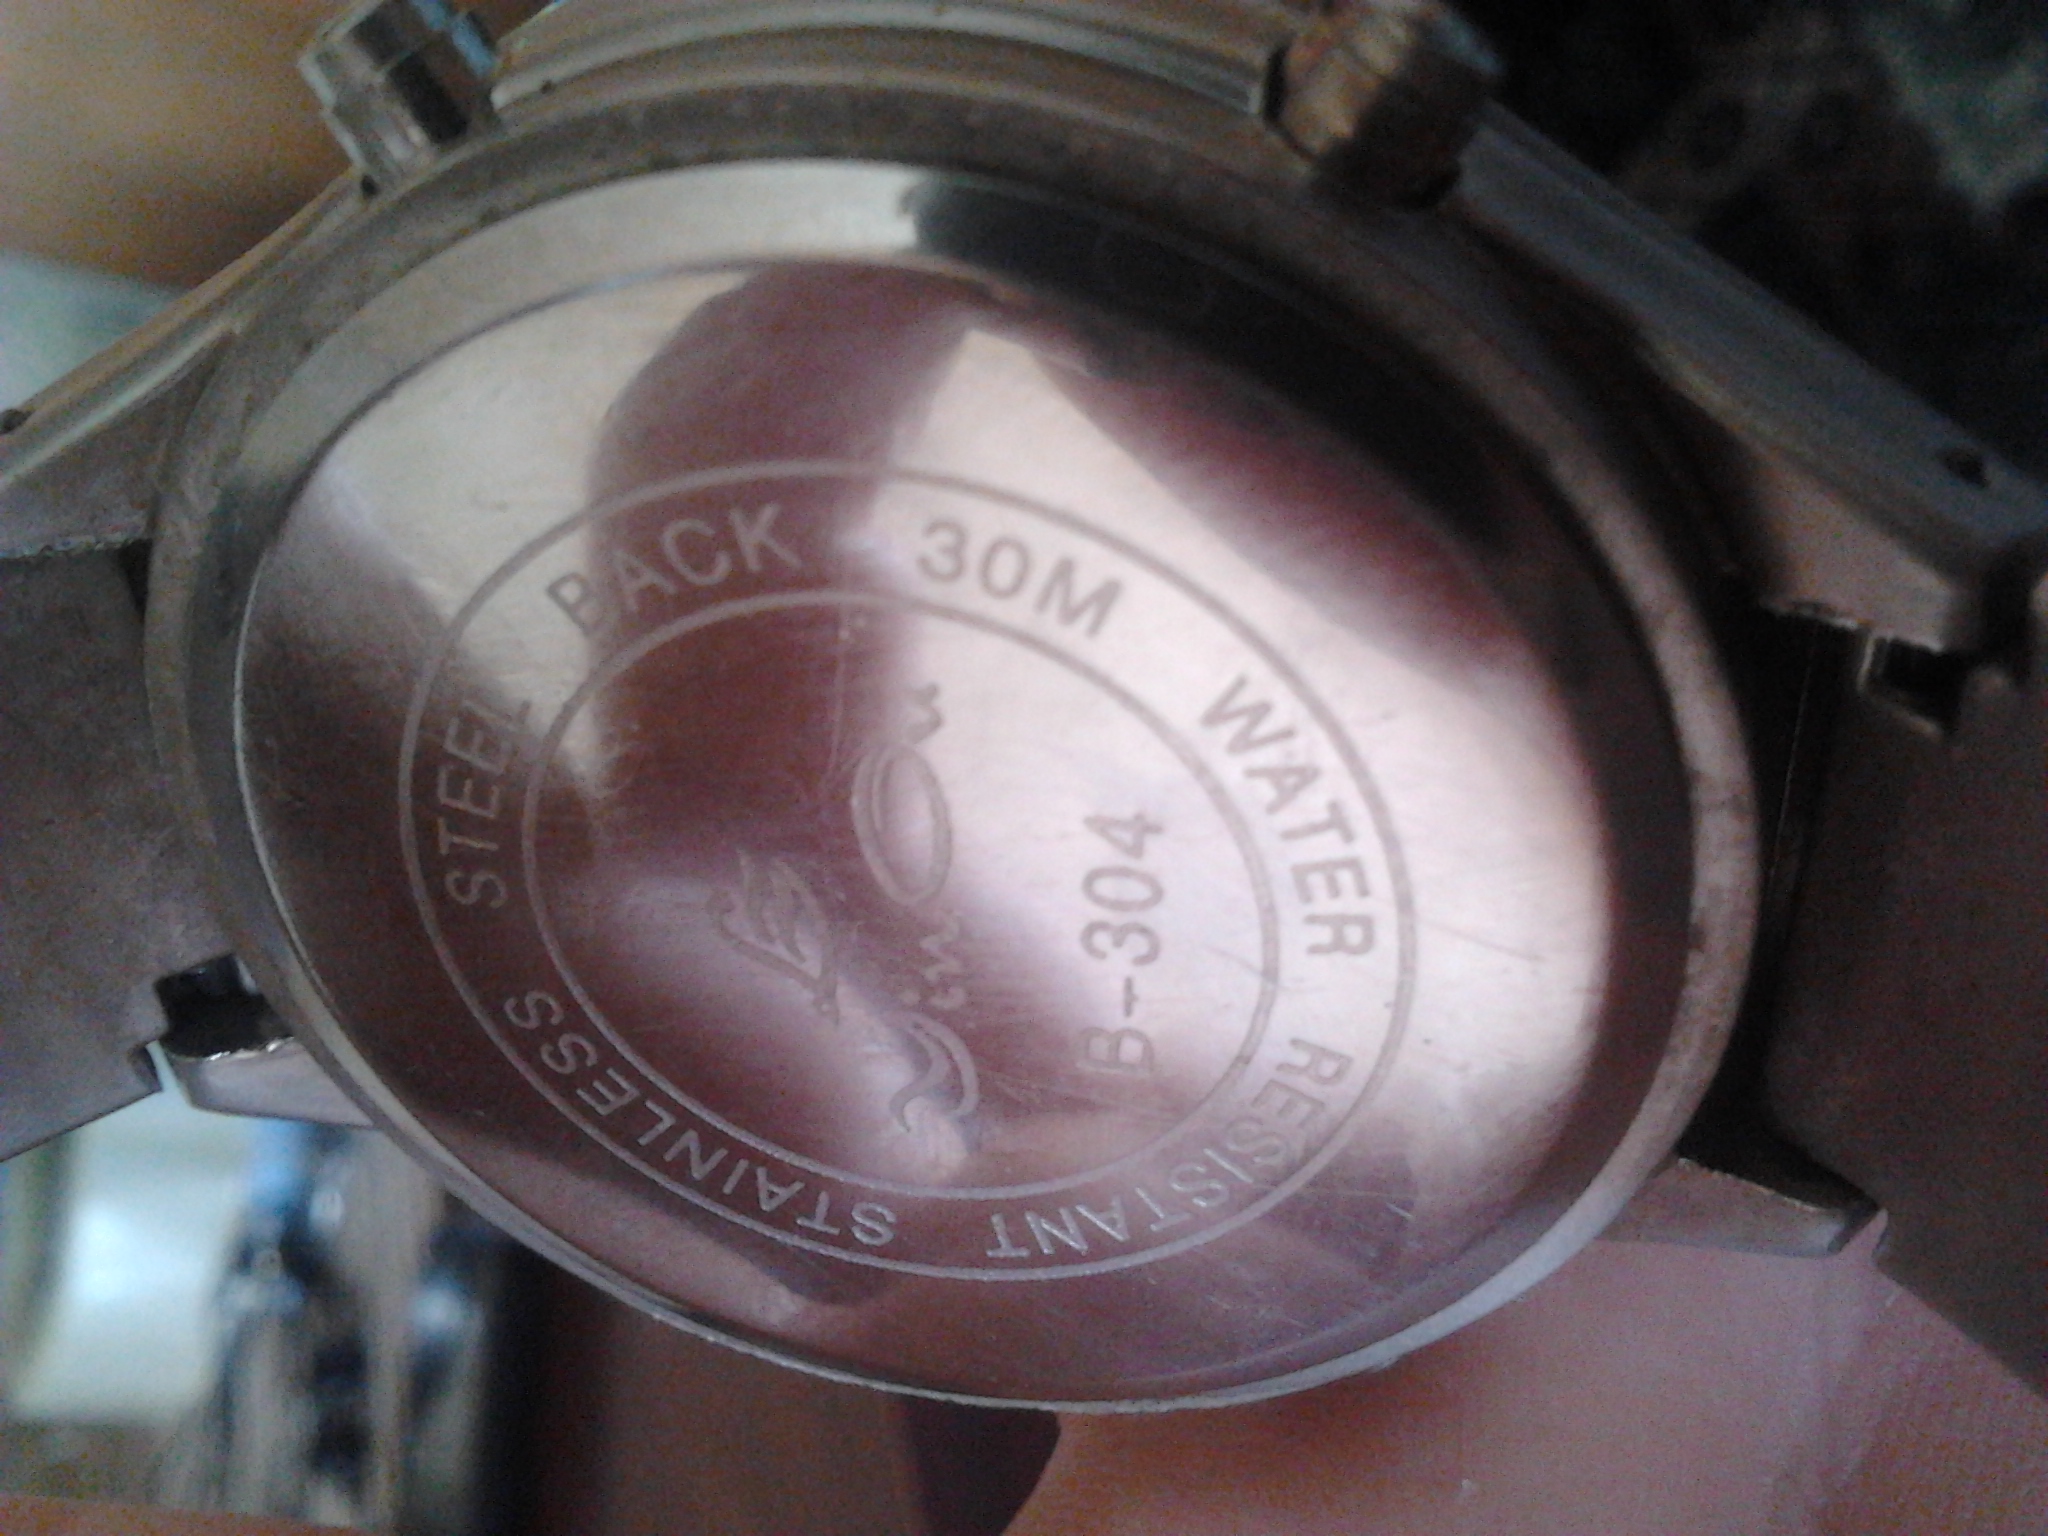 STAINLESS STEEL BACK 30M WATER RESISTANT
B-304